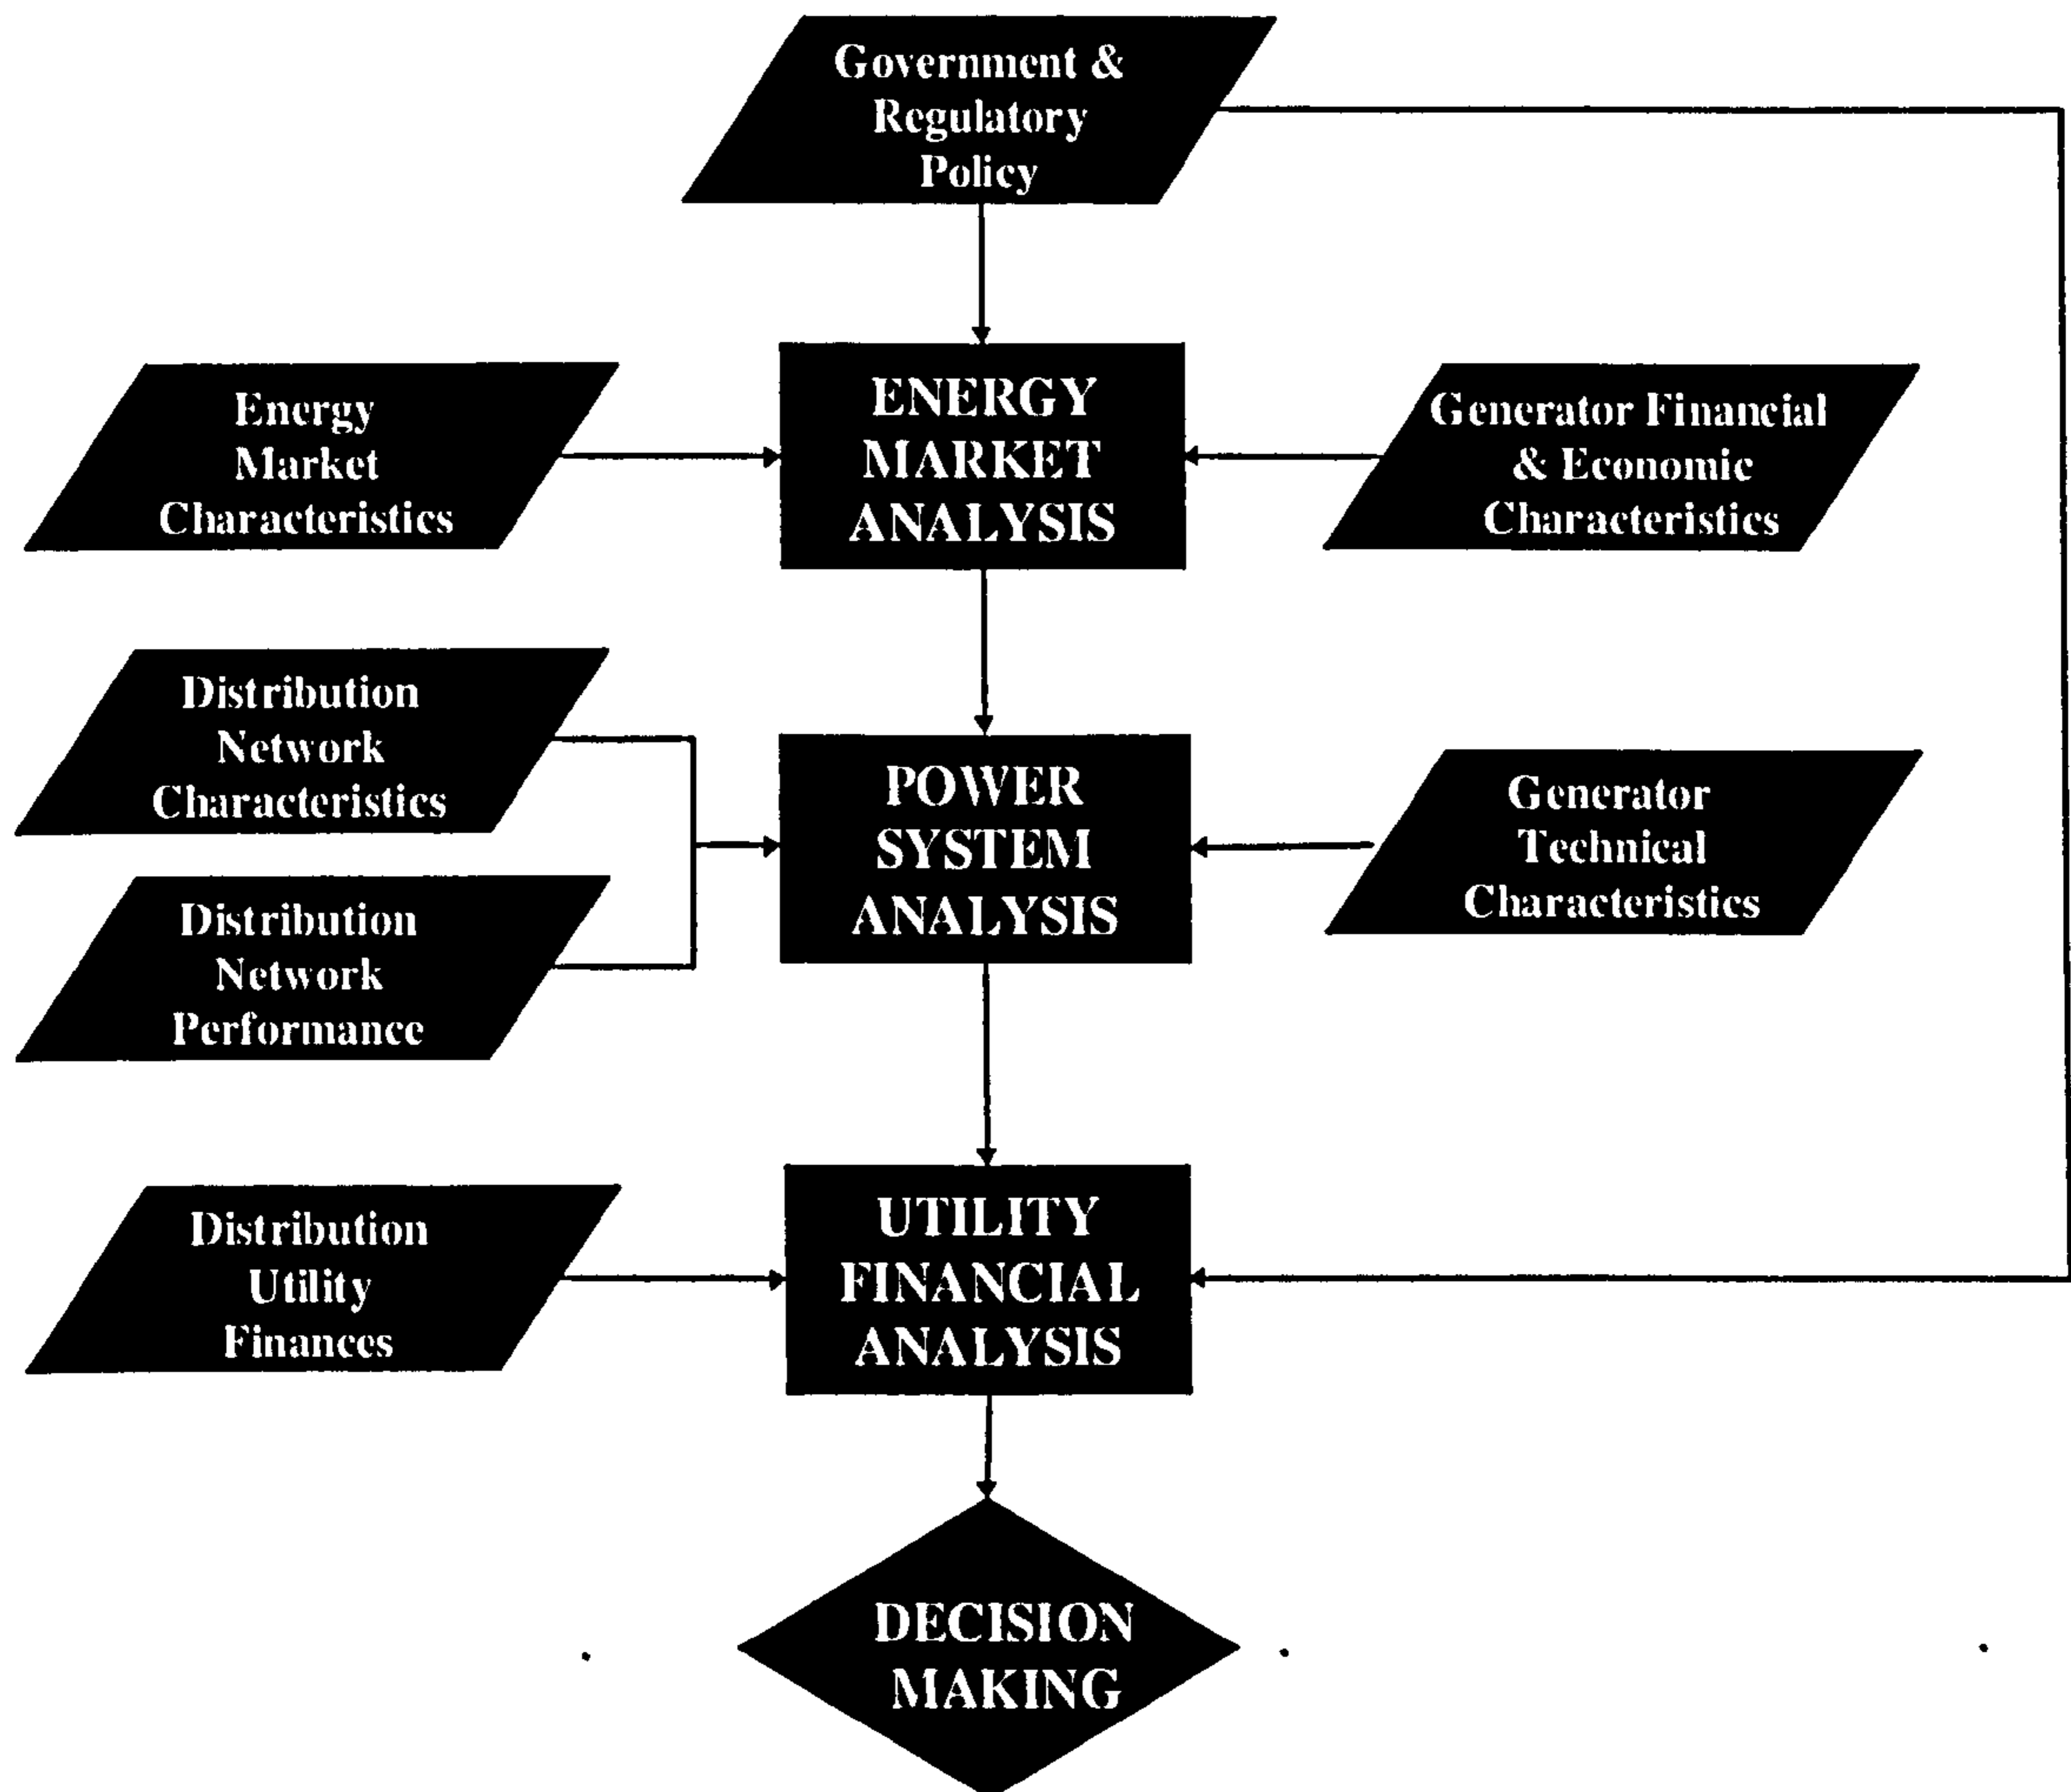 Government &
Regulatory
Policy
Energy
Market
Characteristics
ENERGY
MARKET
ANALYSIS
Generator Financial
& Economic
Characteristics
Distribution
Network
Characteristics
POWER
SYSTEM
ANALYSIS
Generator
Technical
Characteristics
Distribution
Network
Performance
Distribution
Utility
Finances
UTILITY
FINANCIAL
ANALYSIS
DECISION
MAKING